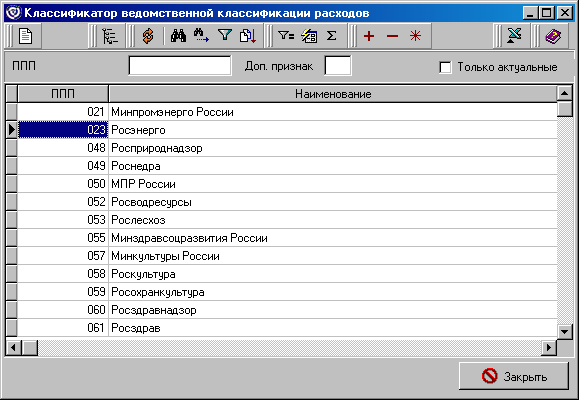 Классификатор ведомственной классификации расходов
ППП Доп. признак Только актуальные
ППП Наименование
021 Минпромэнерго России
023 Росэнерго
048 Росприроднадзор
049 Роснедра
050 МПР России
052 Росводресурсы
053 Рослесхоз
055 Минздравсоцразвития России
057 Минкультуры России
058 Роскультура
059 Росохранкультура
060 Росздравнадзор
061 Росздрав
Закрыть